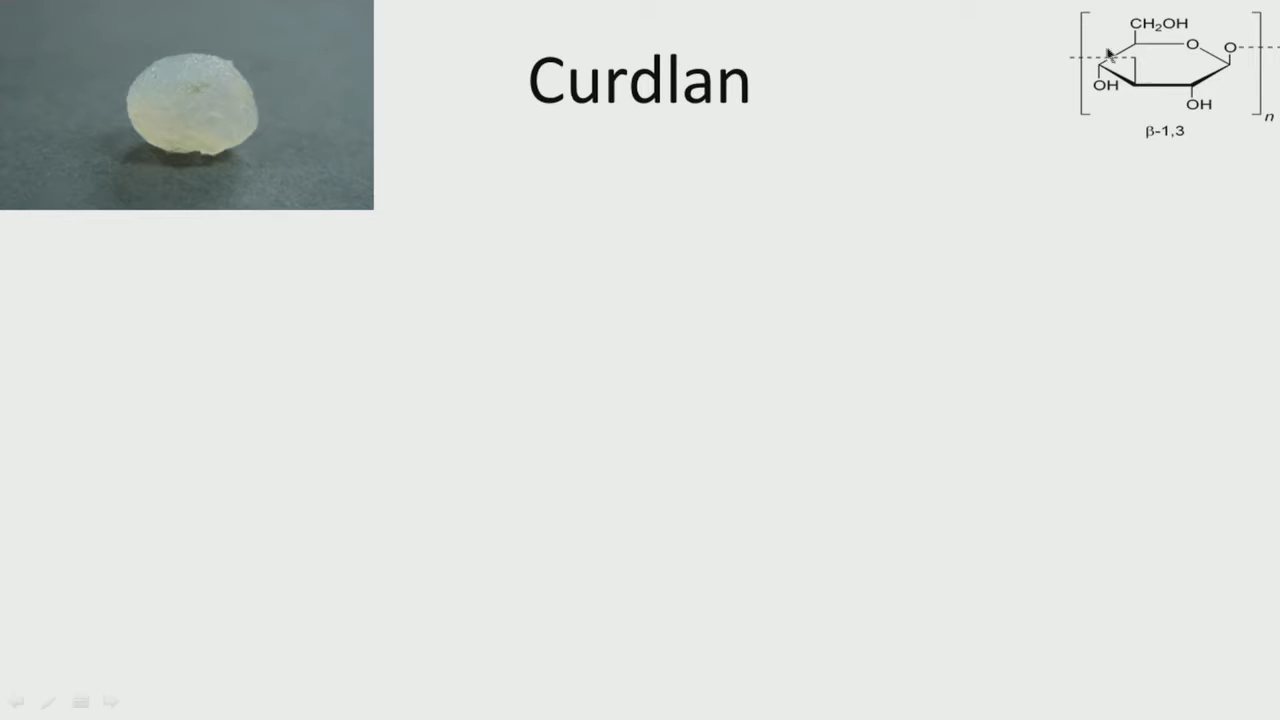 Curdlan
CH₂OH
O
O
OH
OH
n
β-1,3